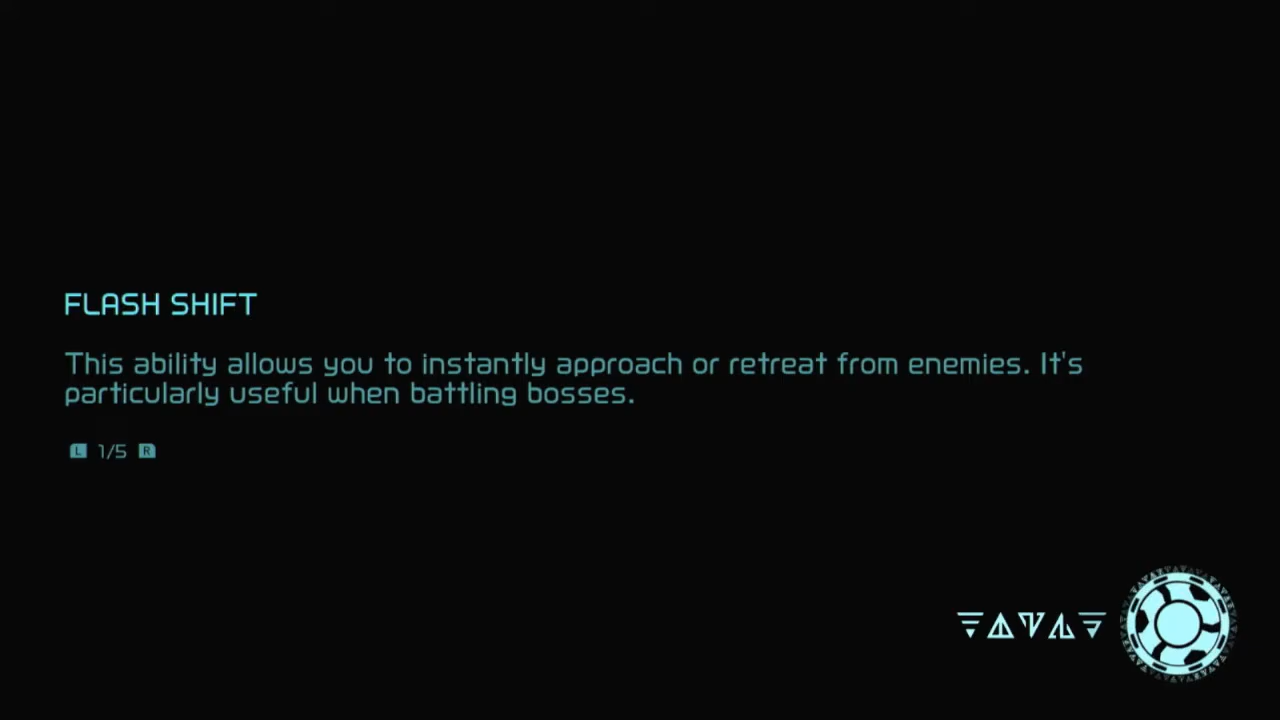 FLASH SHIFT
This ability allows you to instantly approach or retreat from enemies. It's
particularly useful when battling bosses.
L 1/5 R